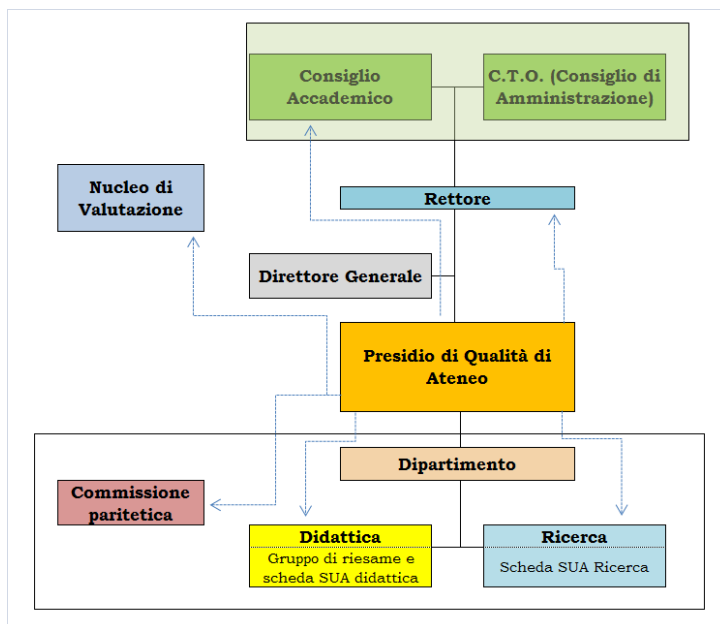 Consiglio
Accademico
C.T.O. (Consiglio di
Amministrazione)
Nucleo di
Valutazione
Rettore
Direttore Generale
Presidio di Qualità di
Ateneo
Dipartimento
Commissione
paritetica
Didattica
Gruppo di riesame e
scheda SUA didattica
Ricerca
Scheda SUA Ricerca